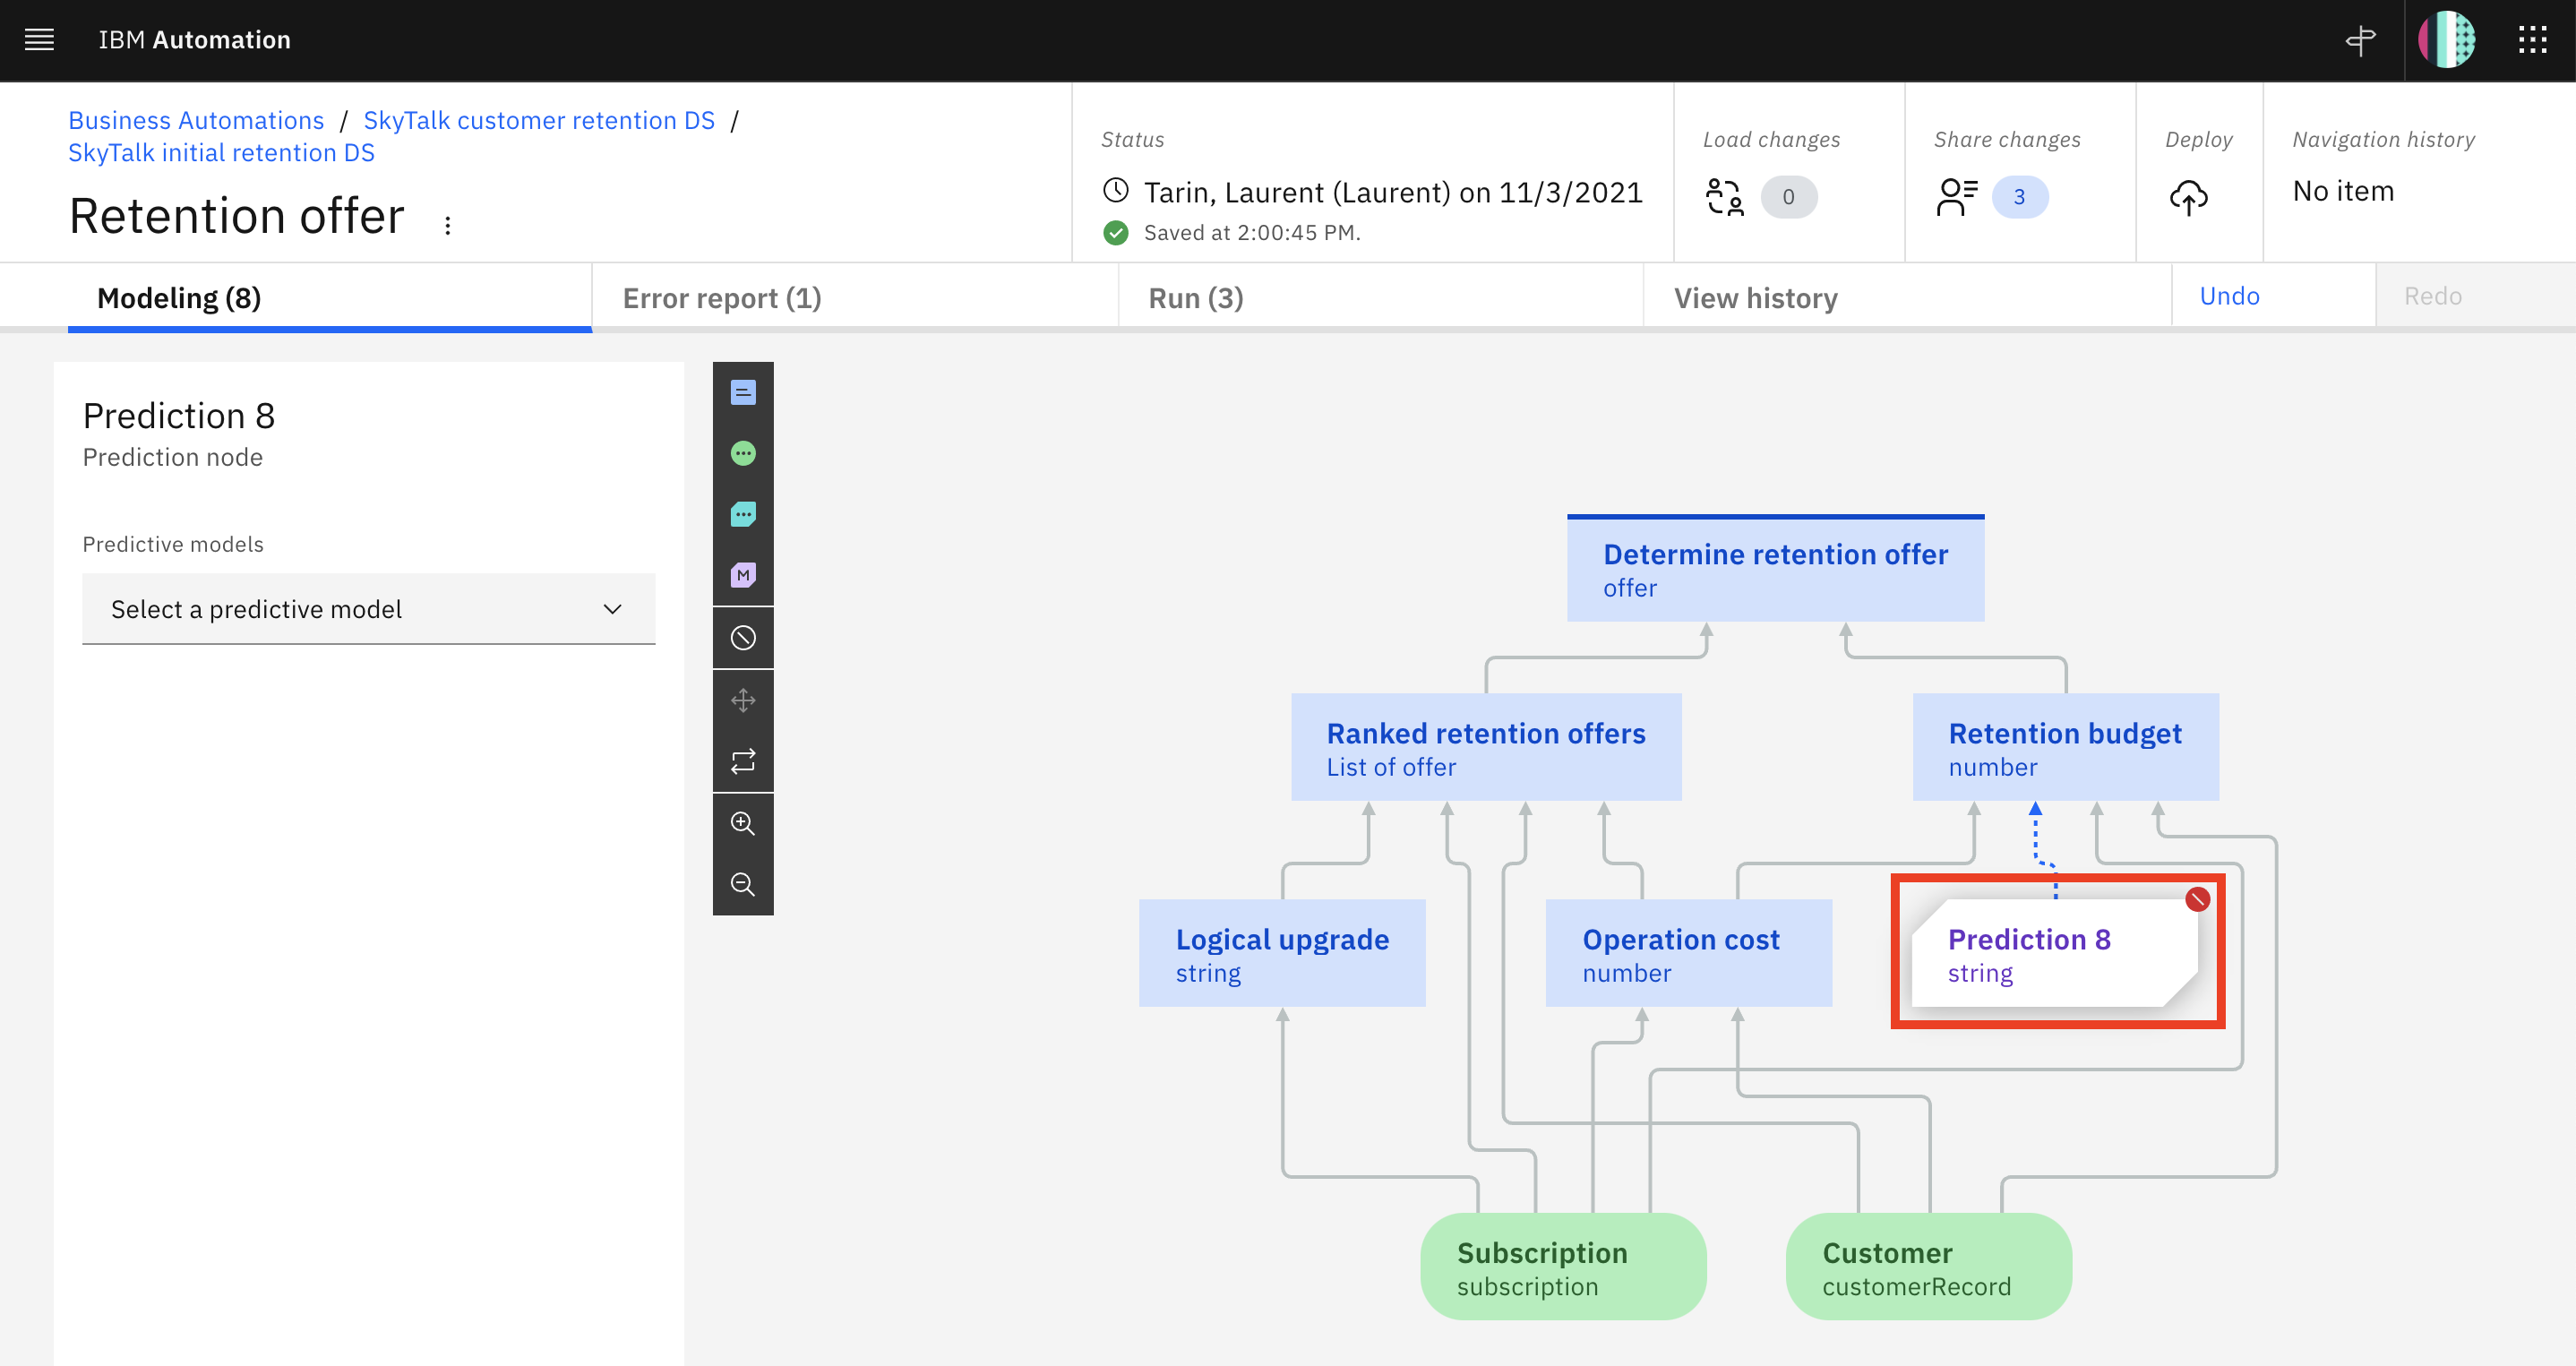 IBM Automation
Business Automations / SkyTalk customer retention DS /
SkyTalk initial retention DS
Retention offer
Status
Tarin, Laurent (Laurent) on 11/3/2021
Saved at 2:00:45 PM.
Load changes
0
Share changes
3
Deploy
Navigation history
No item
Modeling (8)
Error report (1)
Run (3)
View history
Undo
Redo
Prediction 8
Prediction node
Predictive models
Select a predictive model
M
Determine retention offer
offer
Ranked retention offers
List of offer
Retention budget
number
Logical upgrade
string
Operation cost
number
Prediction 8
string
Subscription
subscription
Customer
customerRecord